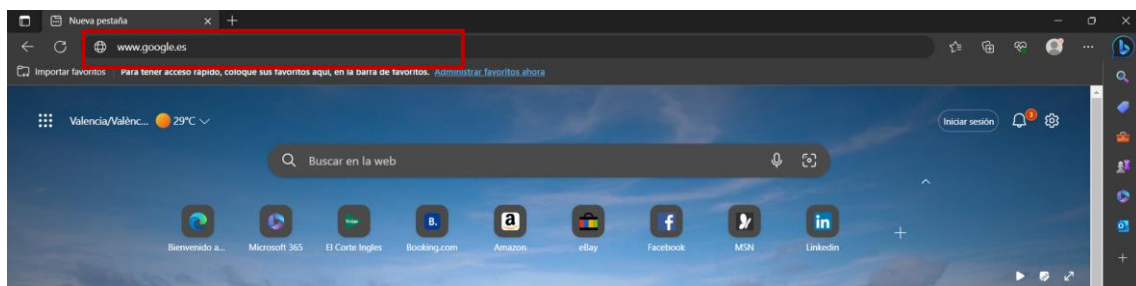 Nueva pestaña
www.google.es
Importar favoritos Para tener acceso rápido, coloque sus favoritos aquí, en la barra de favoritos. Administrar favoritos ahora
Valencia/Valènc... 29°C
Iniciar sesión
3
Buscar en la web
B.
a
Bienvenido a... Microsoft 365 El Corte Ingles Booking.com Amazon eBay Facebook MSN Linkedin